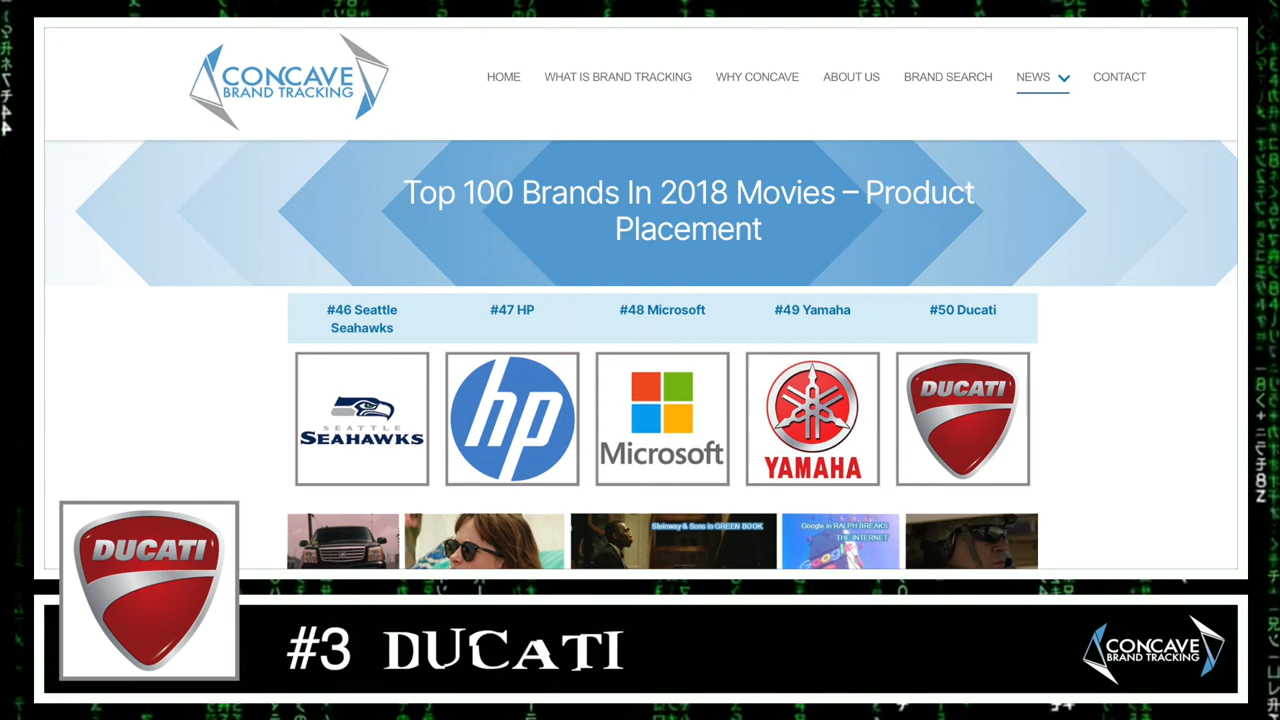 CONCAVE
BRAND TRACKING
HOME WHAT IS BRAND TRACKING WHY CONCAVE ABOUT US BRAND SEARCH NEWS CONTACT
Top 100 Brands In 2018 Movies – Product
Placement
#46 Seattle
Seahawks
#47 HP
#48 Microsoft
#49 Yamaha
#50 Ducati
SEATTLE
SEAHAWKS
hp
Microsoft
YAMAHA
DUCATI
Steinway & Sons in GREEN BOOK
Google in RALPH BREAKS
THE INTERNET
DUCATI
#3 DUCATI
CONCAVE
BRAND TRACKING